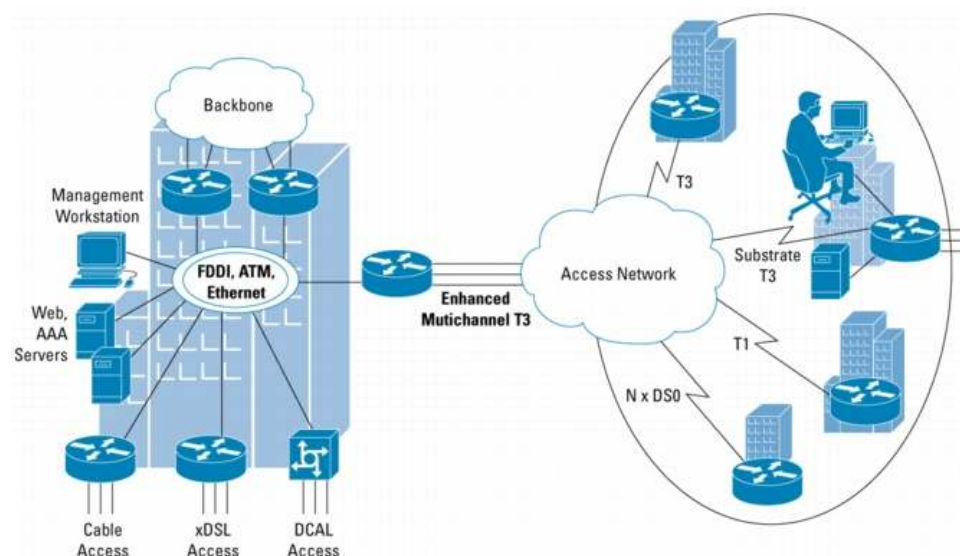 Backbone
Management
Workstation
FDDI, ATM,
Ethernet
Web,
AAA
Servers
Cable
Access
xDSL
Access
DCAL
Access
Enhanced
Mutichannel T3
Access Network
T3
Substrate
T3
T1
N x DS0